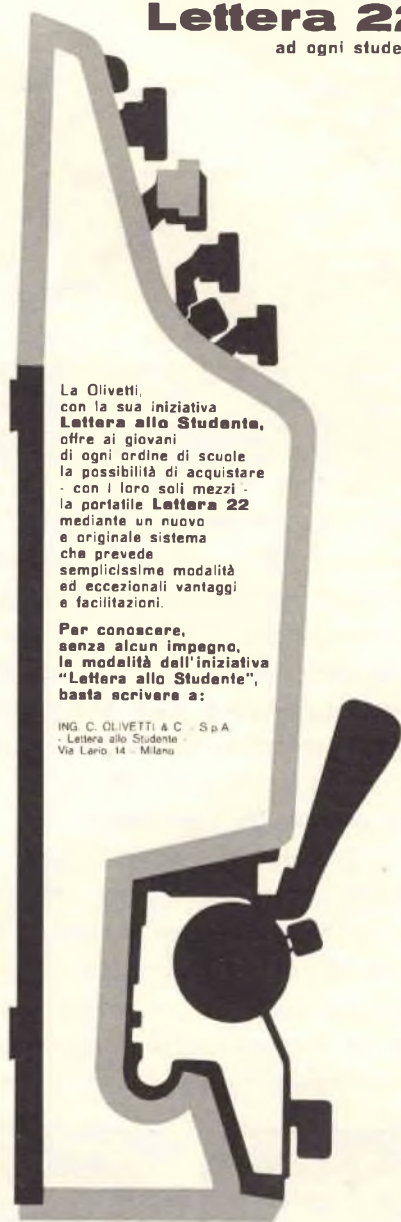 Lettera 22
ad ogni stude
La Olivetti,
con la sua iniziativa
Lettera allo Studente,
offre ai giovani
di ogni ordine di scuole
la possibilità di acquistare
- con i loro soli mezzi -
la portatile Lettera 22
mediante un nuovo
e originale sistema
che prevede
semplicissime modalità
ed eccezionali vantaggi
e facilitazioni.
Per conoscere,
senza alcun impegno,
le modalità dell'iniziativa
"Lettera allo Studente",
basta scrivere a:
ING. C. OLIVETTI & C. - S.p.A.
- Lettera allo Studente -
Via Lario, 14 - Milano